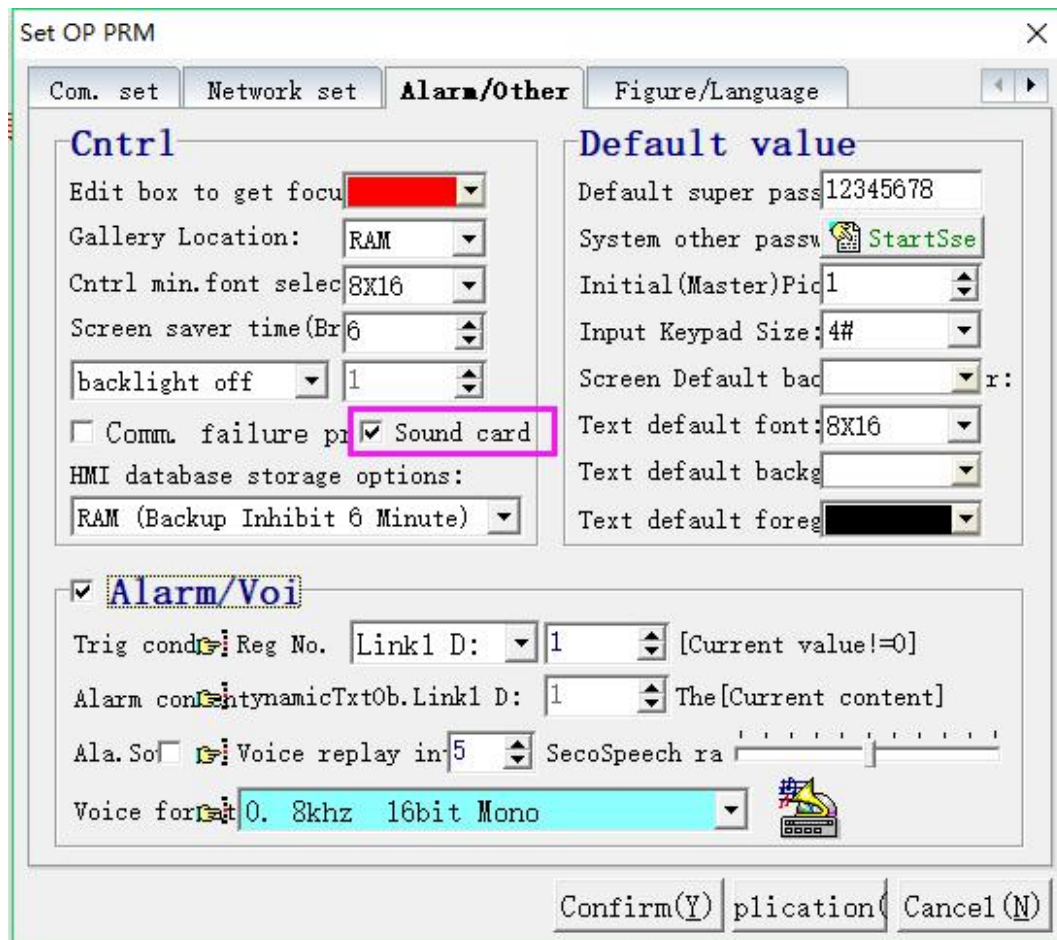 Set OP PRM
Com. set Network set Alarm/Other Figure/Language
Cntrl
Edit box to get focu
Gallery Location: RAM
Cntrl min.font selec 8X16
Screen saver time(Br 6
backlight off 1
Comm. failure pr Sound card
HMI database storage options:
RAM (Backup Inhibit 6 Minute)
Default value
Default super pass 12345678
System other passw StartSse
Initial(Master)Pic 1
Input Keypad Size: 4#
Screen Default bac r:
Text default font: 8X16
Text default backg
Text default foreg
Alarm/Voi
Trig cond Reg No. Link1 D: 1 [Current value!=0]
Alarm con tynamicTxtOb.Link1 D: 1 The[Current content]
Ala.So Voice replay in 5 SecoSpeech ra
Voice for t 0. 8khz 16bit Mono
Confirm(Y) plication( Cancel(N)